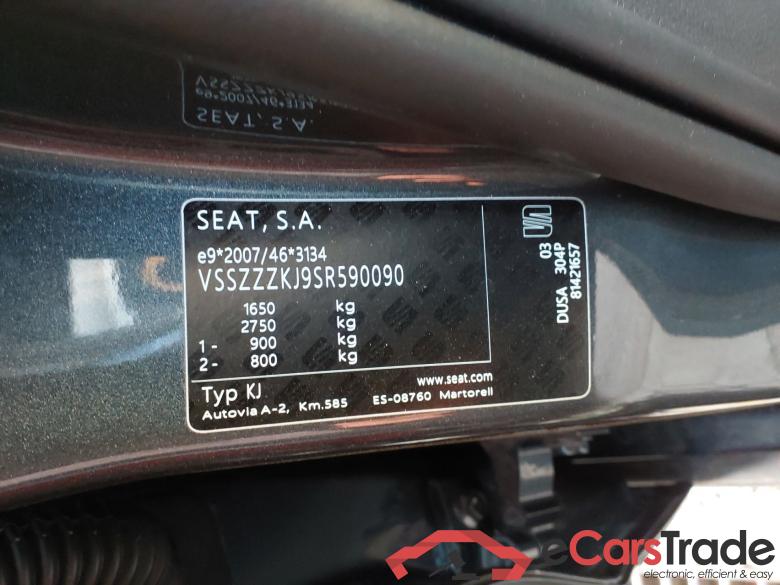 SEAT, S.A.
e9*2007/46*3134
VSSZZZKJ9SR590090
1650 kg
2750 kg
1- 900 kg
2- 800 kg
Typ KJ
www.seat.com
Autovia A-2, Km.585 ES-08760 Martorell
03
DUSA 304P
81421657
eCarsTrade
electronic, efficient & easy